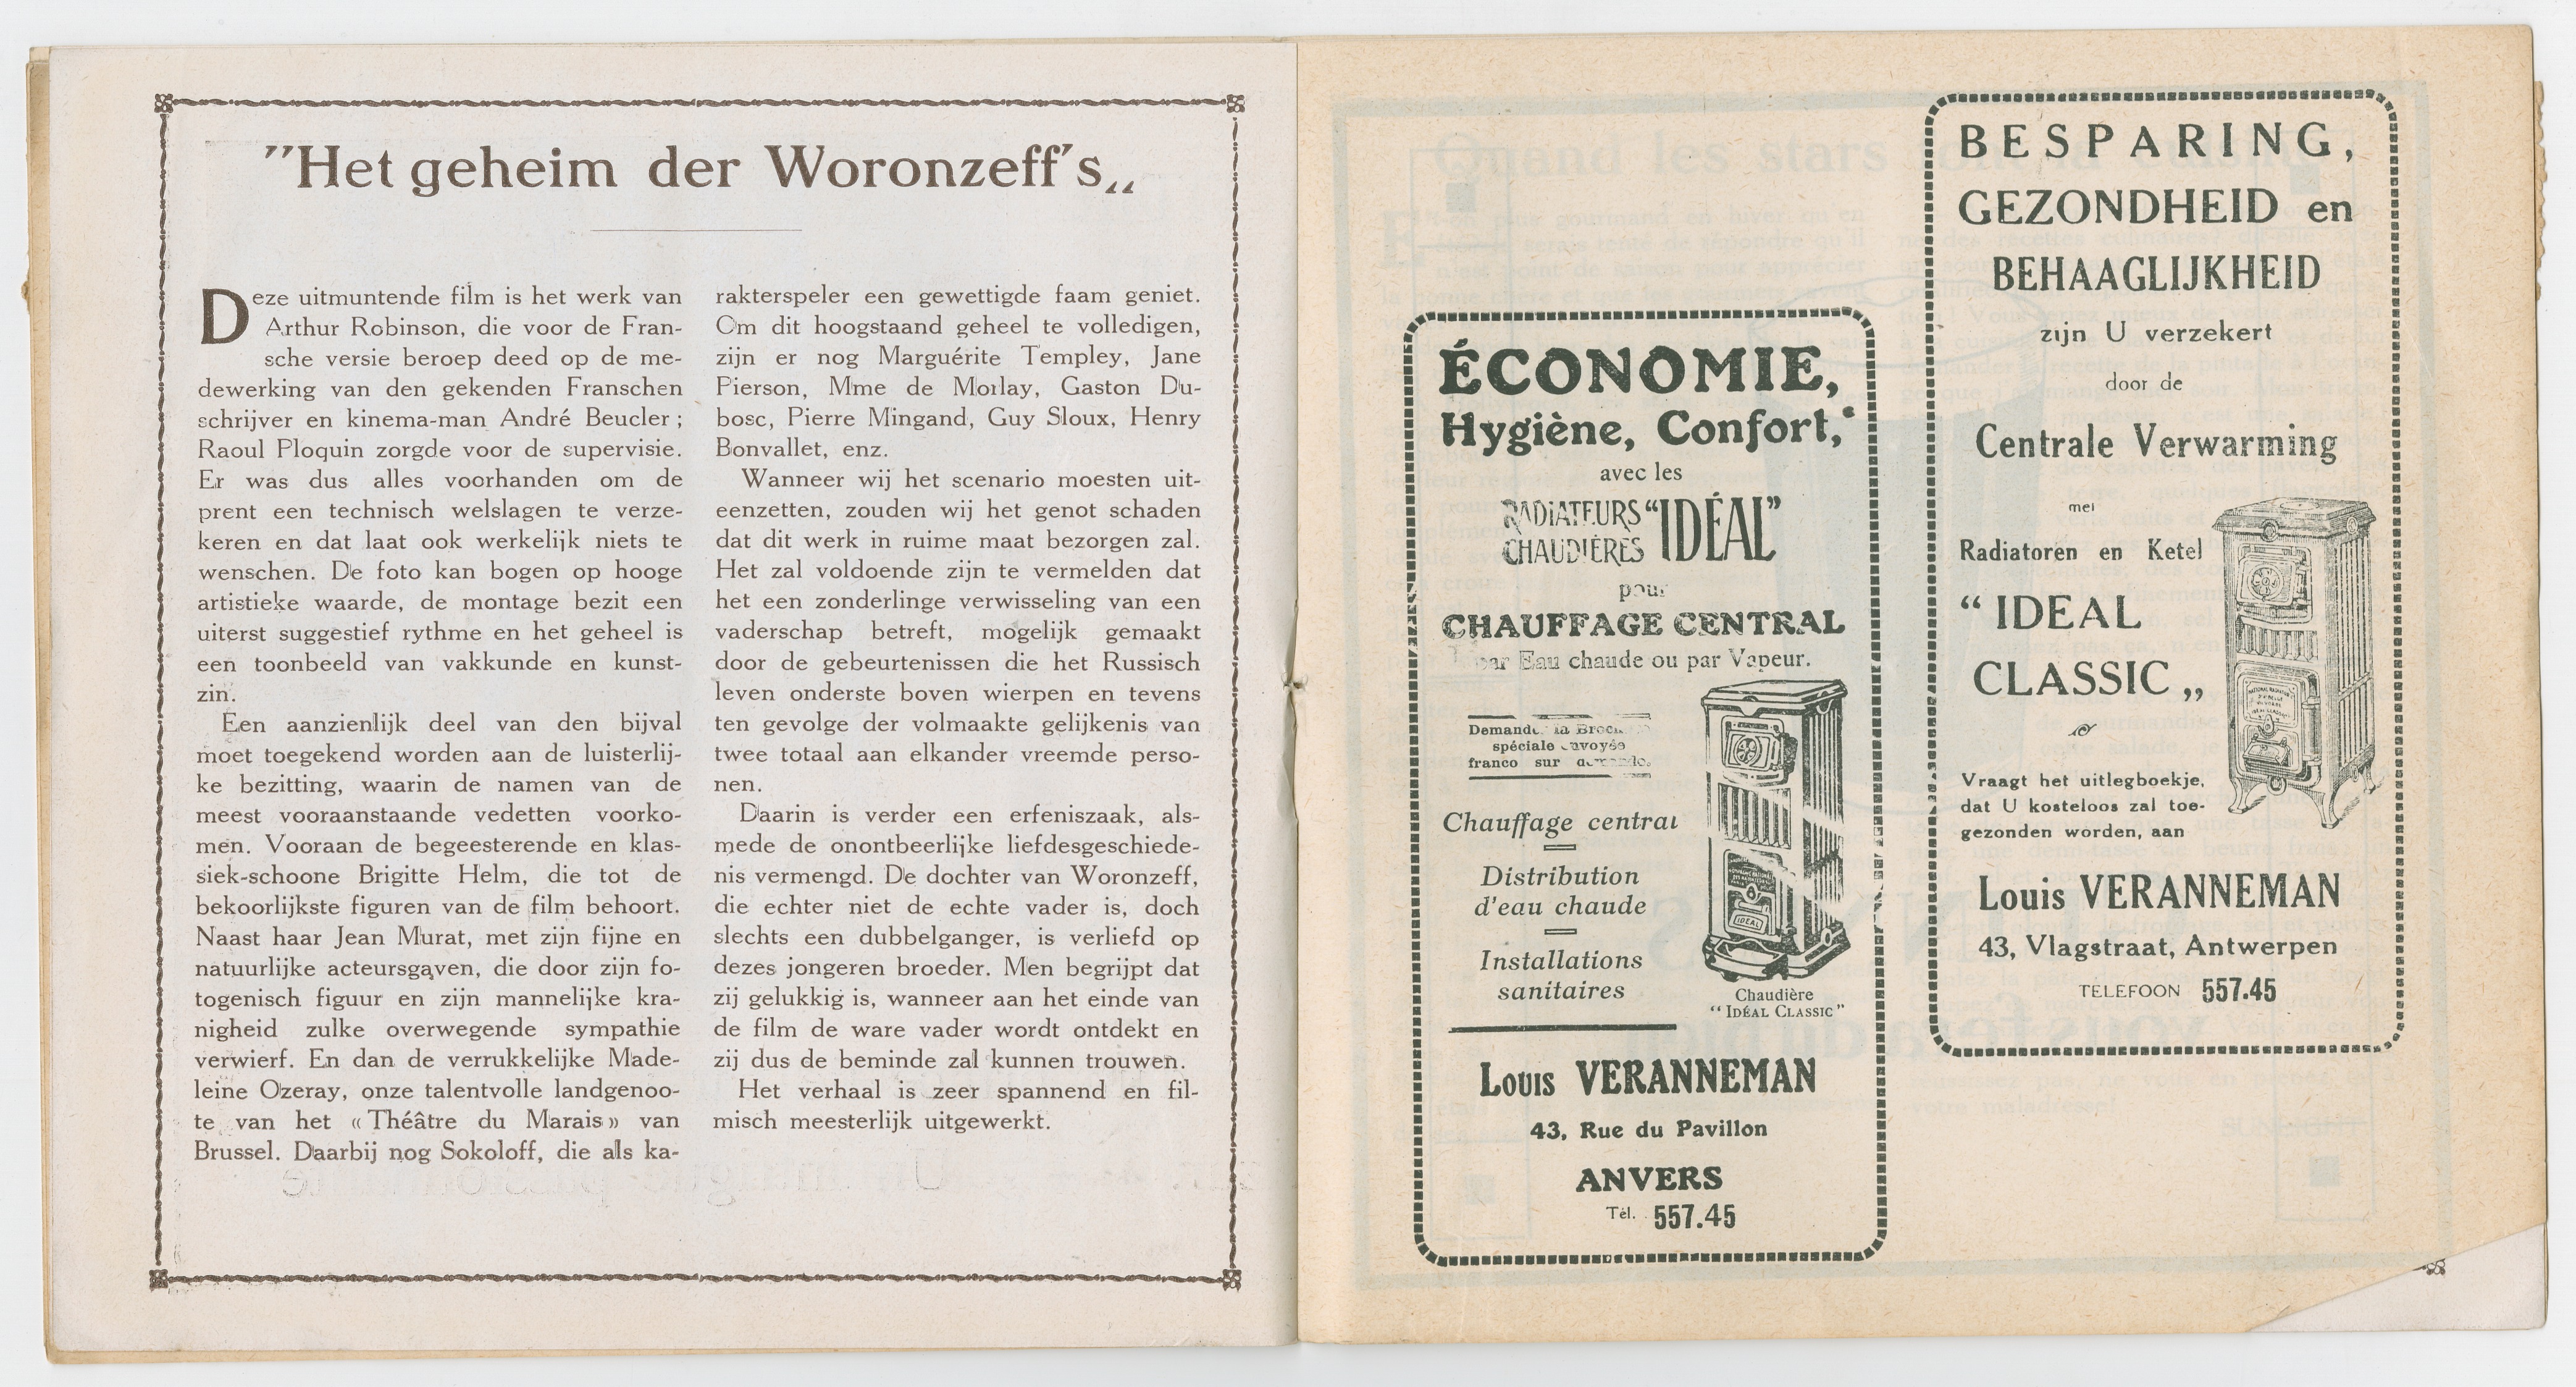 "Het geheim der Woronzeff's„
Deze uitmuntende film is het werk van
Arthur Robinson, die voor de Fran-
sche versie beroep deed op de me-
dewerking van den gekenden Franschen
schrijver en kinema-man André Beucler ;
Raoul Ploquin zorgde voor de supervisie.
Er was dus alles voorhanden om de
prent een technisch welslagen te verze-
keren en dat laat ook werkelijk niets te
wenschen. De foto kan bogen op hooge
artistieke waarde, de montage bezit een
uiterst suggestief rythme en het geheel is
een toonbeeld van vakkunde en kunst-
zin.
Een aanzienlijk deel van den bijval
moet toegekend worden aan de luisterlij-
ke bezitting, waarin de namen van de
meest vooraanstaande vedetten voorko-
men. Vooraan de begeesterende en klas-
siek-schoone Brigitte Helm, die tot de
bekoorlijkste figuren van de film behoort.
Naast haar Jean Murat, met zijn fijne en
natuurlijke acteursgaven, die door zijn fo-
togenisch figuur en zijn mannelijke kra-
nigheid zulke overwegende sympathie
verwierf. En dan de verrukkelijke Made-
leine Ozeray, onze talentvolle landgenoo-
te van het « Théâtre du Marais » van
Brussel. Daarbij nog Sokoloff, die als ka-
rakterspeler een gewettigde faam geniet.
Om dit hoogstaand geheel te volledigen,
zijn er nog Marguérite Templey, Jane
Pierson, Mme de Morlay, Gaston Du-
bosc, Pierre Mingand, Guy Sloux, Henry
Bonvallet, enz.
Wanneer wij het scenario moesten uit-
eenzetten, zouden wij het genot schaden
dat dit werk in ruime maat bezorgen zal.
Het zal voldoende zijn te vermelden dat
het een zonderlinge verwisseling van een
vaderschap betreft, mogelijk gemaakt
door de gebeurtenissen die het Russisch
leven onderste boven wierpen en tevens
ten gevolge der volmaakte gelijkenis van
twee totaal aan elkander vreemde perso-
nen.
Daarin is verder een erfeniszaak, als-
mede de onontbeerlijke liefdesgeschiede-
nis vermengd. De dochter van Woronzeff,
die echter niet de echte vader is, doch
slechts een dubbelganger, is verliefd op
dezes jongeren broeder. Men begrijpt dat
zij gelukkig is, wanneer aan het einde van
de film de ware vader wordt ontdekt en
zij dus de beminde zal kunnen trouwen.
Het verhaal is zeer spannend en fil-
misch meesterlijk uitgewerkt.
ÉCONOMIE,
Hygiène, Confort,
avec les
RADIATEURS
CHAUDIÈRES
"IDÉAL"
pour
CHAUFFAGE CENTRAL
par Eau chaude ou par Vapeur.
Demandez la Brochure
spéciale envoyée
franco sur demande.
Chauffage central
Distribution
d'eau chaude
Installations
sanitaires
IDEAL
Chaudière
" IDÉAL CLASSIC "
Louis VERANNEMAN
43, Rue du Pavillon
ANVERS
Tél. 557.45
BESPARING,
GEZONDHEID en
BEHAAGLIJKHEID
zijn U verzekert
door de
Centrale Verwarming
met
Radiatoren en Ketel
" IDEAL
CLASSIC „
Vraagt het uitlegboekje,
dat U kosteloos zal toe-
gezonden worden, aan
Louis VERANNEMAN
43, Vlagstraat, Antwerpen
TELEFOON 557.45